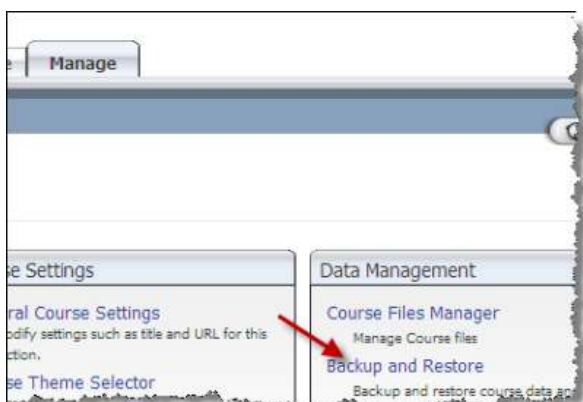 e Manage
se Settings
ral Course Settings
odify settings such as title and URL for this
ction.
se Theme Selector
Data Management
Course Files Manager
Manage Course files
Backup and Restore
Backup and restore course data an